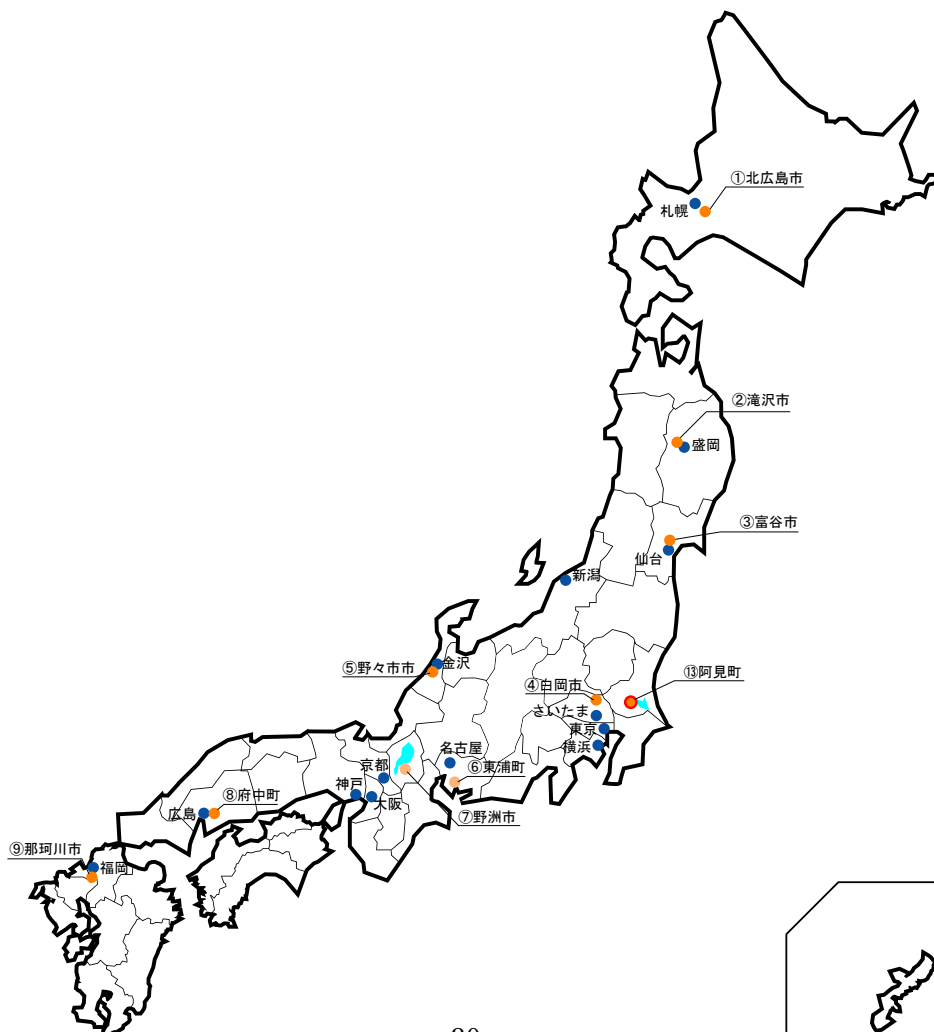 ①北広島市
札幌
②滝沢市
盛岡
③富谷市
仙台
新潟
⑤野々市市
金沢
④白岡市
⑬阿見町
さいたま
東京
横浜
名古屋
京都
⑥東浦町
神戸
大阪
⑧府中町
広島
⑦野洲市
⑨那珂川市
福岡